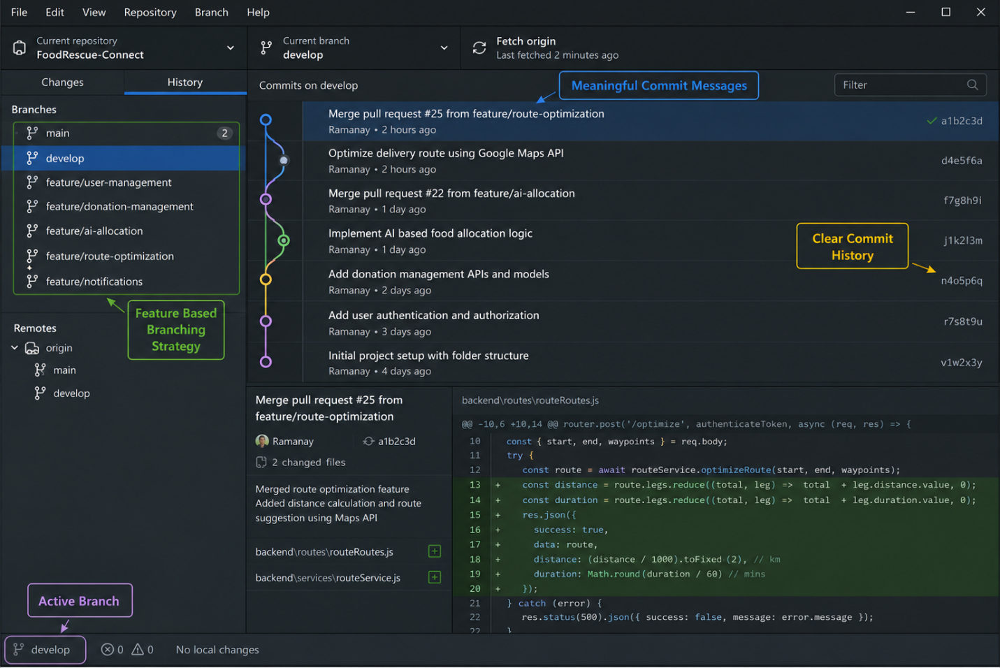 File Edit View Repository Branch Help
Current repository
FoodRescue-Connect
Current branch
develop
Fetch origin
Last fetched 2 minutes ago
Changes History
Commits on develop
Meaningful Commit Messages
Filter
Branches
main 2
develop
feature/user-management
feature/donation-management
feature/ai-allocation
feature/route-optimization
feature/notifications
Feature Based
Branching
Strategy
Remotes
origin
main
develop
Merge pull request #25 from feature/route-optimization
Ramanay • 2 hours ago
a1b2c3d
Optimize delivery route using Google Maps API
Ramanay • 2 hours ago
d4e5f6a
Merge pull request #22 from feature/ai-allocation
Ramanay • 1 day ago
f7g8h9i
Implement AI based food allocation logic
Ramanay • 1 day ago
j1k2l3m
Clear Commit
History
Add donation management APIs and models
Ramanay • 2 days ago
n4o5p6q
Add user authentication and authorization
Ramanay • 3 days ago
r7s8t9u
Initial project setup with folder structure
Ramanay • 4 days ago
v1w2x3y
Merge pull request #25 from
feature/route-optimization
Ramanay a1b2c3d
2 changed files
Merged route optimization feature
Added distance calculation and route
suggestion using Maps API
backend\routes\routeRoutes.js
backend\services\routeService.js
backend\routes\routeRoutes.js
@@ -10,6 +10,14 @@ router.post('/optimize', authenticateToken, async (req, res) => {
10 const { start, end, waypoints } = req.body;
11 try {
12 const route = await routeService.optimizeRoute(start, end, waypoints);
13 + const distance = route.legs.reduce((total, leg) => total + leg.distance.value, 0);
14 + const duration = route.legs.reduce((total, leg) => total + leg.duration.value, 0);
15 + res.json({
16 + success: true,
17 + data: route,
18 + distance: (distance / 1000).toFixed(2), // km
19 + duration: Math.round(duration / 60) // mins
20 + });
21 } catch (error) {
22 res.status(500).json({ success: false, message: error.message });
22 }
Active Branch
develop 0 0 No local changes